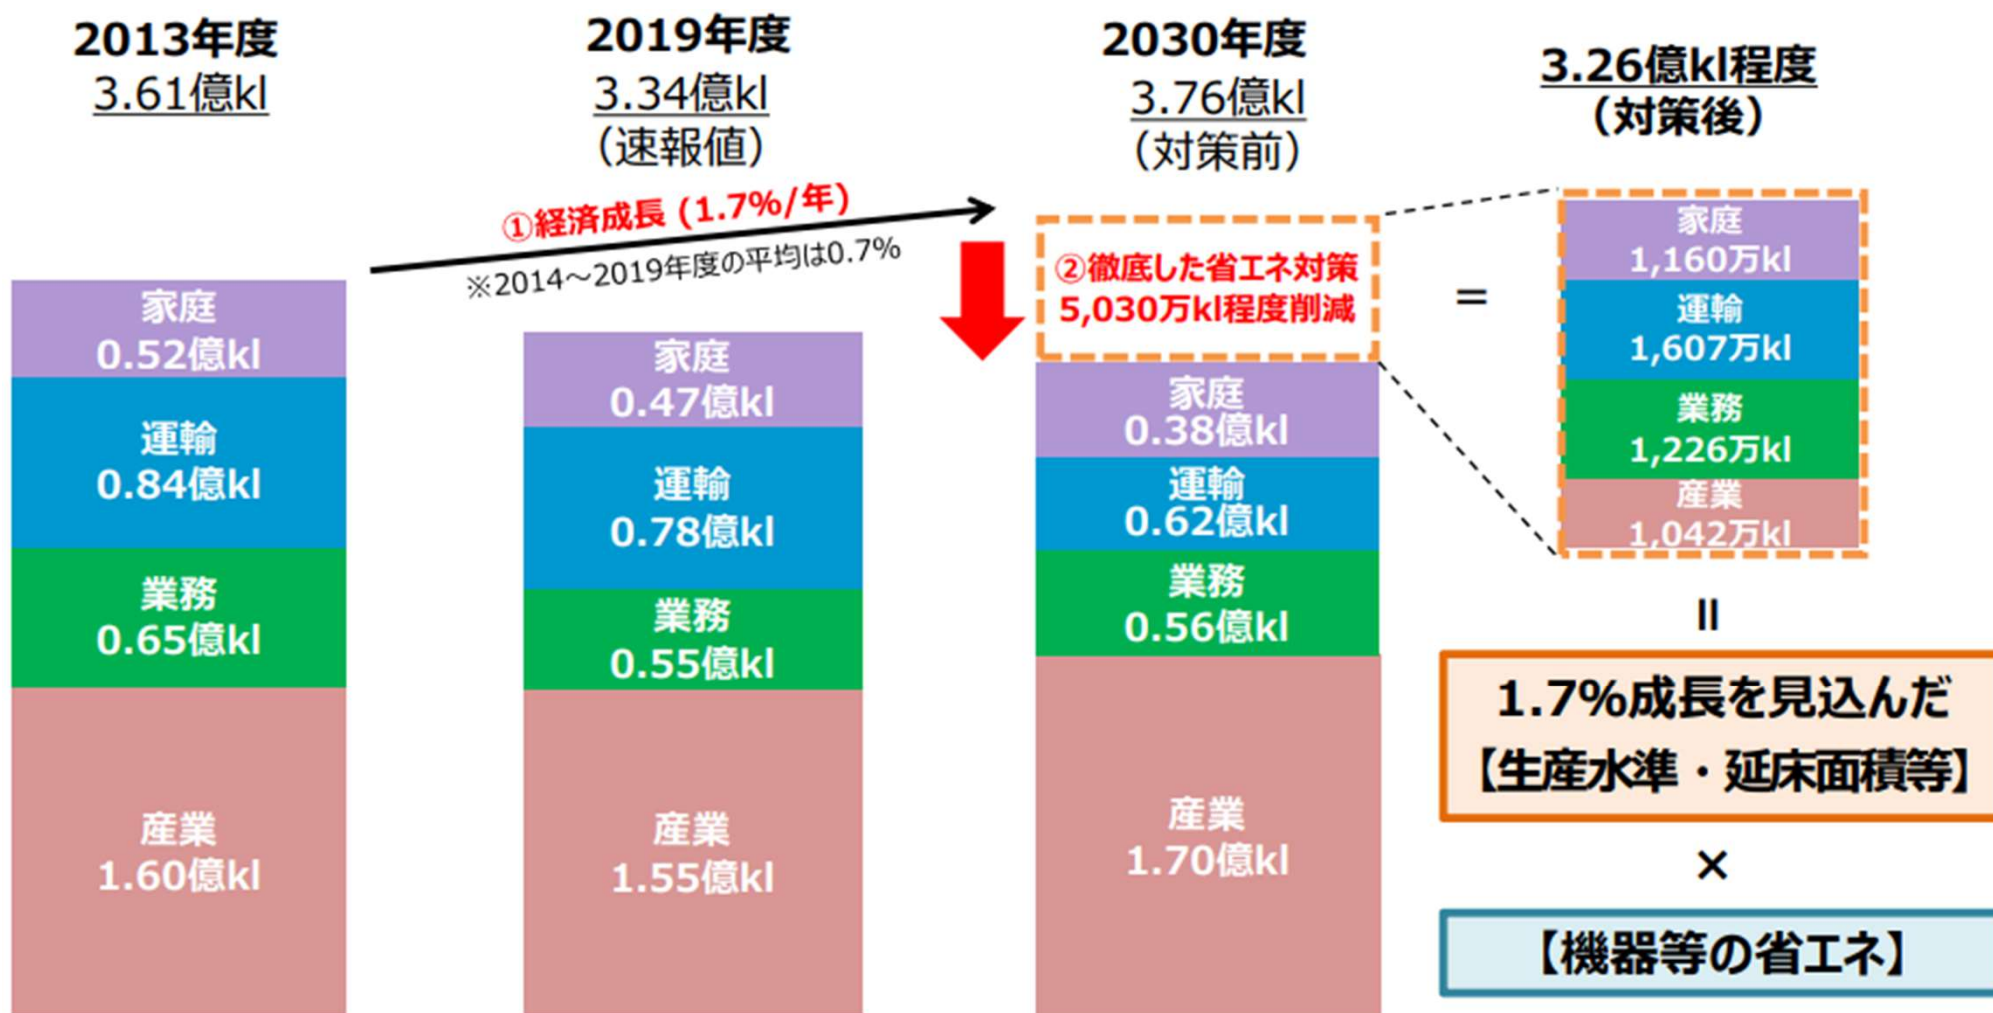 2013年度
3.61億kl
2019年度
3.34億kl
（速報値）
2030年度
3.76億kl
（対策前）
3.26億kl程度
（対策後）
①経済成長 (1.7%/年)
※2014～2019年度の平均は0.7%
家庭
0.52億kl
運輸
0.84億kl
業務
0.65億kl
産業
1.60億kl
家庭
0.47億kl
運輸
0.78億kl
業務
0.55億kl
産業
1.55億kl
②徹底した省エネ対策
5,030万kl程度削減
家庭
0.38億kl
運輸
0.62億kl
業務
0.56億kl
産業
1.70億kl
＝
家庭
1,160万kl
運輸
1,607万kl
業務
1,226万kl
産業
1,042万kl
＝
1.7%成長を見込んだ
【生産水準・延床面積等】
×
【機器等の省エネ】